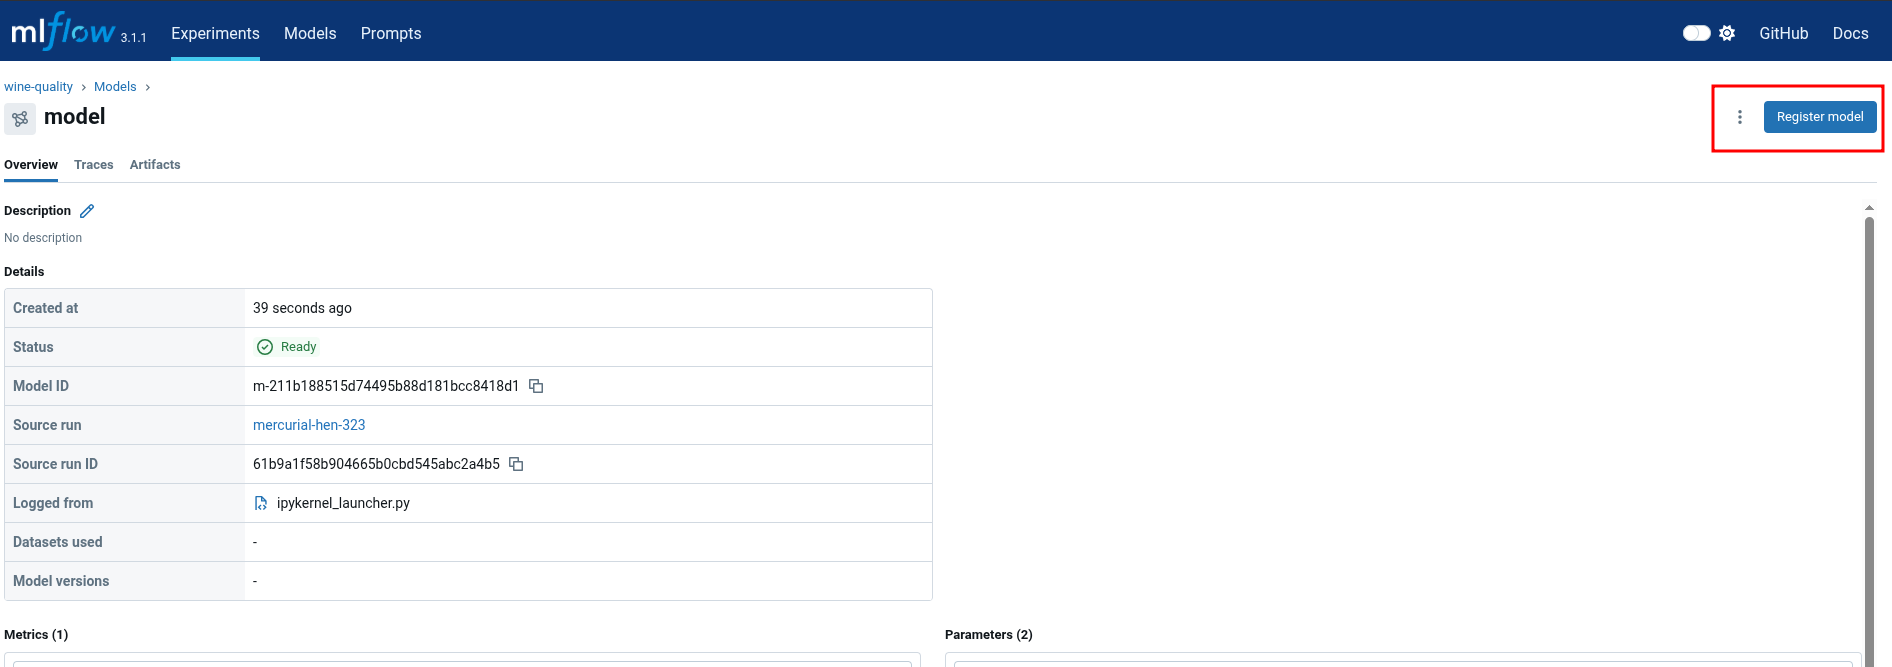 mlflow 3.1.1 Experiments Models Prompts GitHub Docs
wine-quality › Models ›
model
Register model
Overview Traces Artifacts
Description
No description
Details
Created at 39 seconds ago
Status Ready
Model ID m-211b188515d74495b88d181bcc8418d1
Source run mercurial-hen-323
Source run ID 61b9a1f58b904665b0cbd545abc2a4b5
Logged from ipykernel_launcher.py
Datasets used -
Model versions -
Metrics (1) Parameters (2)